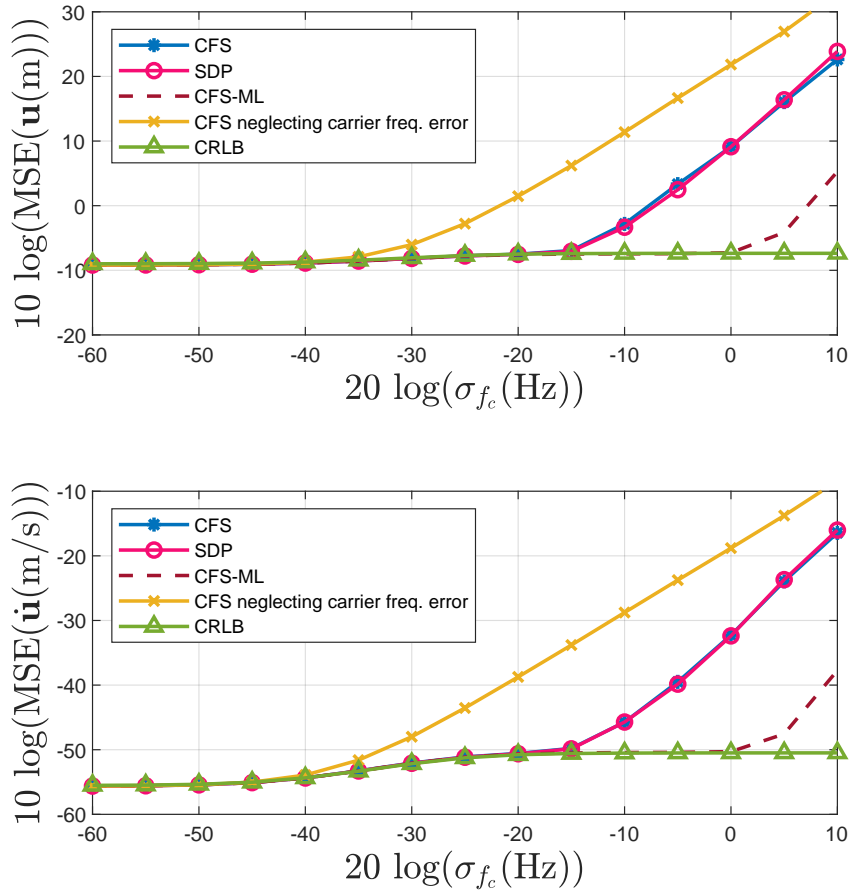 10 log(MSE(u(m)))
30
20
10
0
-10
-20
CFS
SDP
CFS-ML
CFS neglecting carrier freq. error
CRLB
-60 -50 -40 -30 -20 -10 0 10
20 log(σ_{f_c}(Hz))
10 log(MSE(u̇(m/s)))
-10
-20
-30
-40
-50
-60
CFS
SDP
CFS-ML
CFS neglecting carrier freq. error
CRLB
-60 -50 -40 -30 -20 -10 0 10
20 log(σ_{f_c}(Hz))